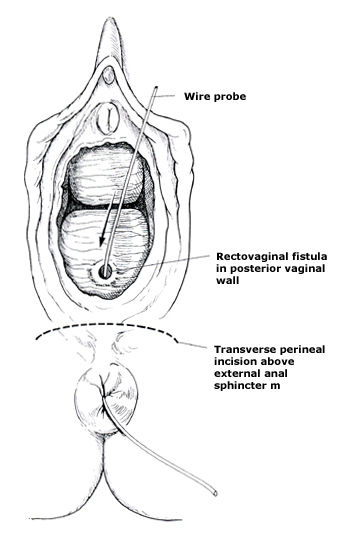 Wire probe
Rectovaginal fistula
in posterior vaginal
wall
Transverse perineal
incision above
external anal
sphincter m